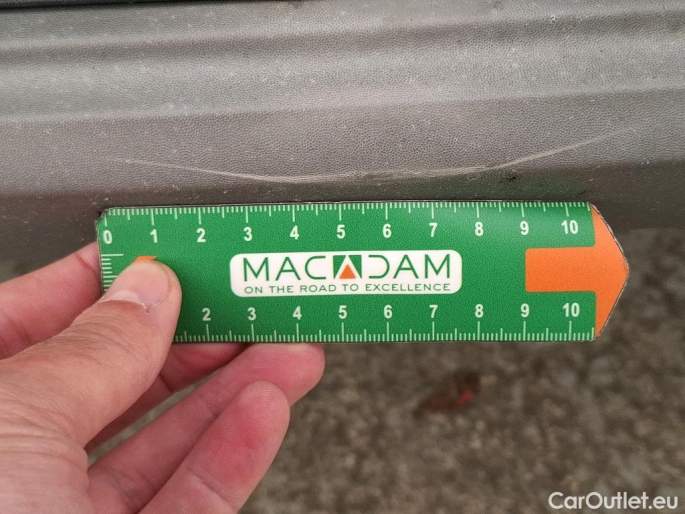 0 1 2 3 4 5 6 7 8 9 10
MACADAM
ON THE ROAD TO EXCELLENCE
2 3 4 5 6 7 8 9 10
CarOutlet.eu